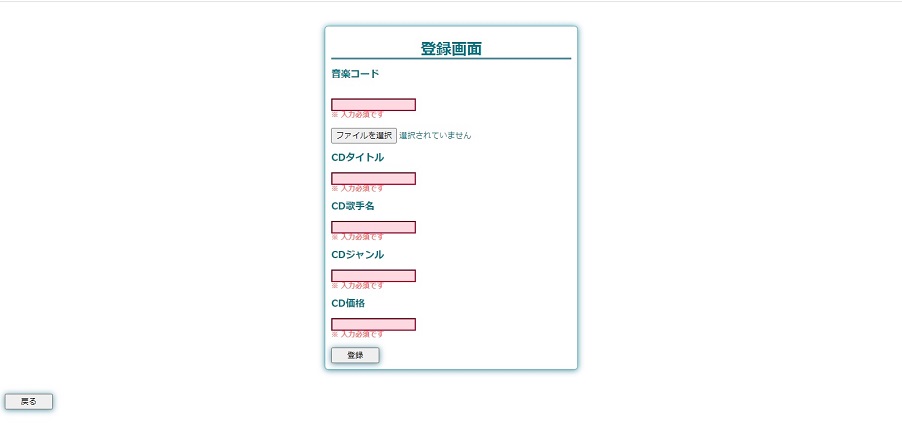 登録画面
音楽コード
※ 入力必須です
ファイルを選択 選択されていません
CDタイトル
※ 入力必須です
CD歌手名
※ 入力必須です
CDジャンル
※ 入力必須です
CD価格
※ 入力必須です
登録
戻る